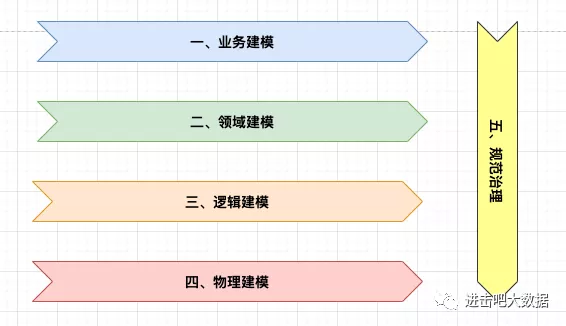 一、业务建模
二、领域建模
三、逻辑建模
四、物理建模
五、规范治理
进击吧大数据